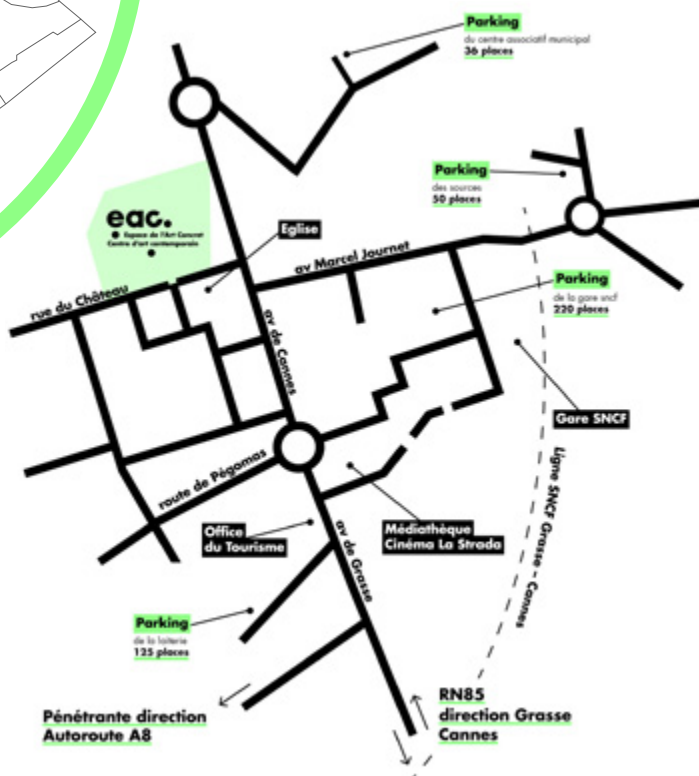 Parking
du centre associatif municipal
36 places
Parking
des sources
50 places
eac.
Espace de l'Art Concret
Centre d'art contemporain
Eglise
av Marcel Journet
rue du Château
Parking
de la gare sncf
220 places
av de Cannes
Gare SNCF
Ligne SNCF Grasse - Cannes
route de Pégomas
Office
du Tourisme
Médiathèque
Cinéma La Strada
av de Grasse
Parking
de la laiterie
125 places
Pénétrante direction
Autoroute A8
RN85
direction Grasse
Cannes